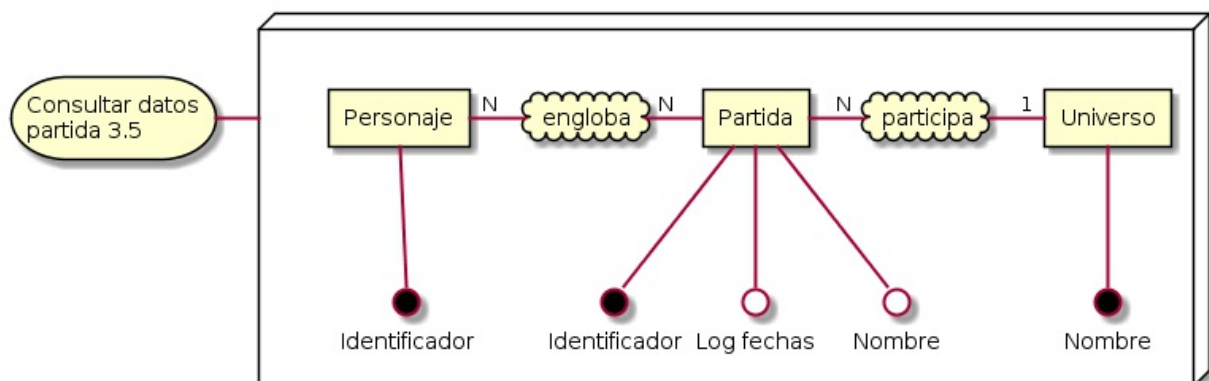 Consultar datos
partida 3.5
Personaje N engloba N Partida N participa 1 Universo
Identificador Identificador Log fechas Nombre Nombre